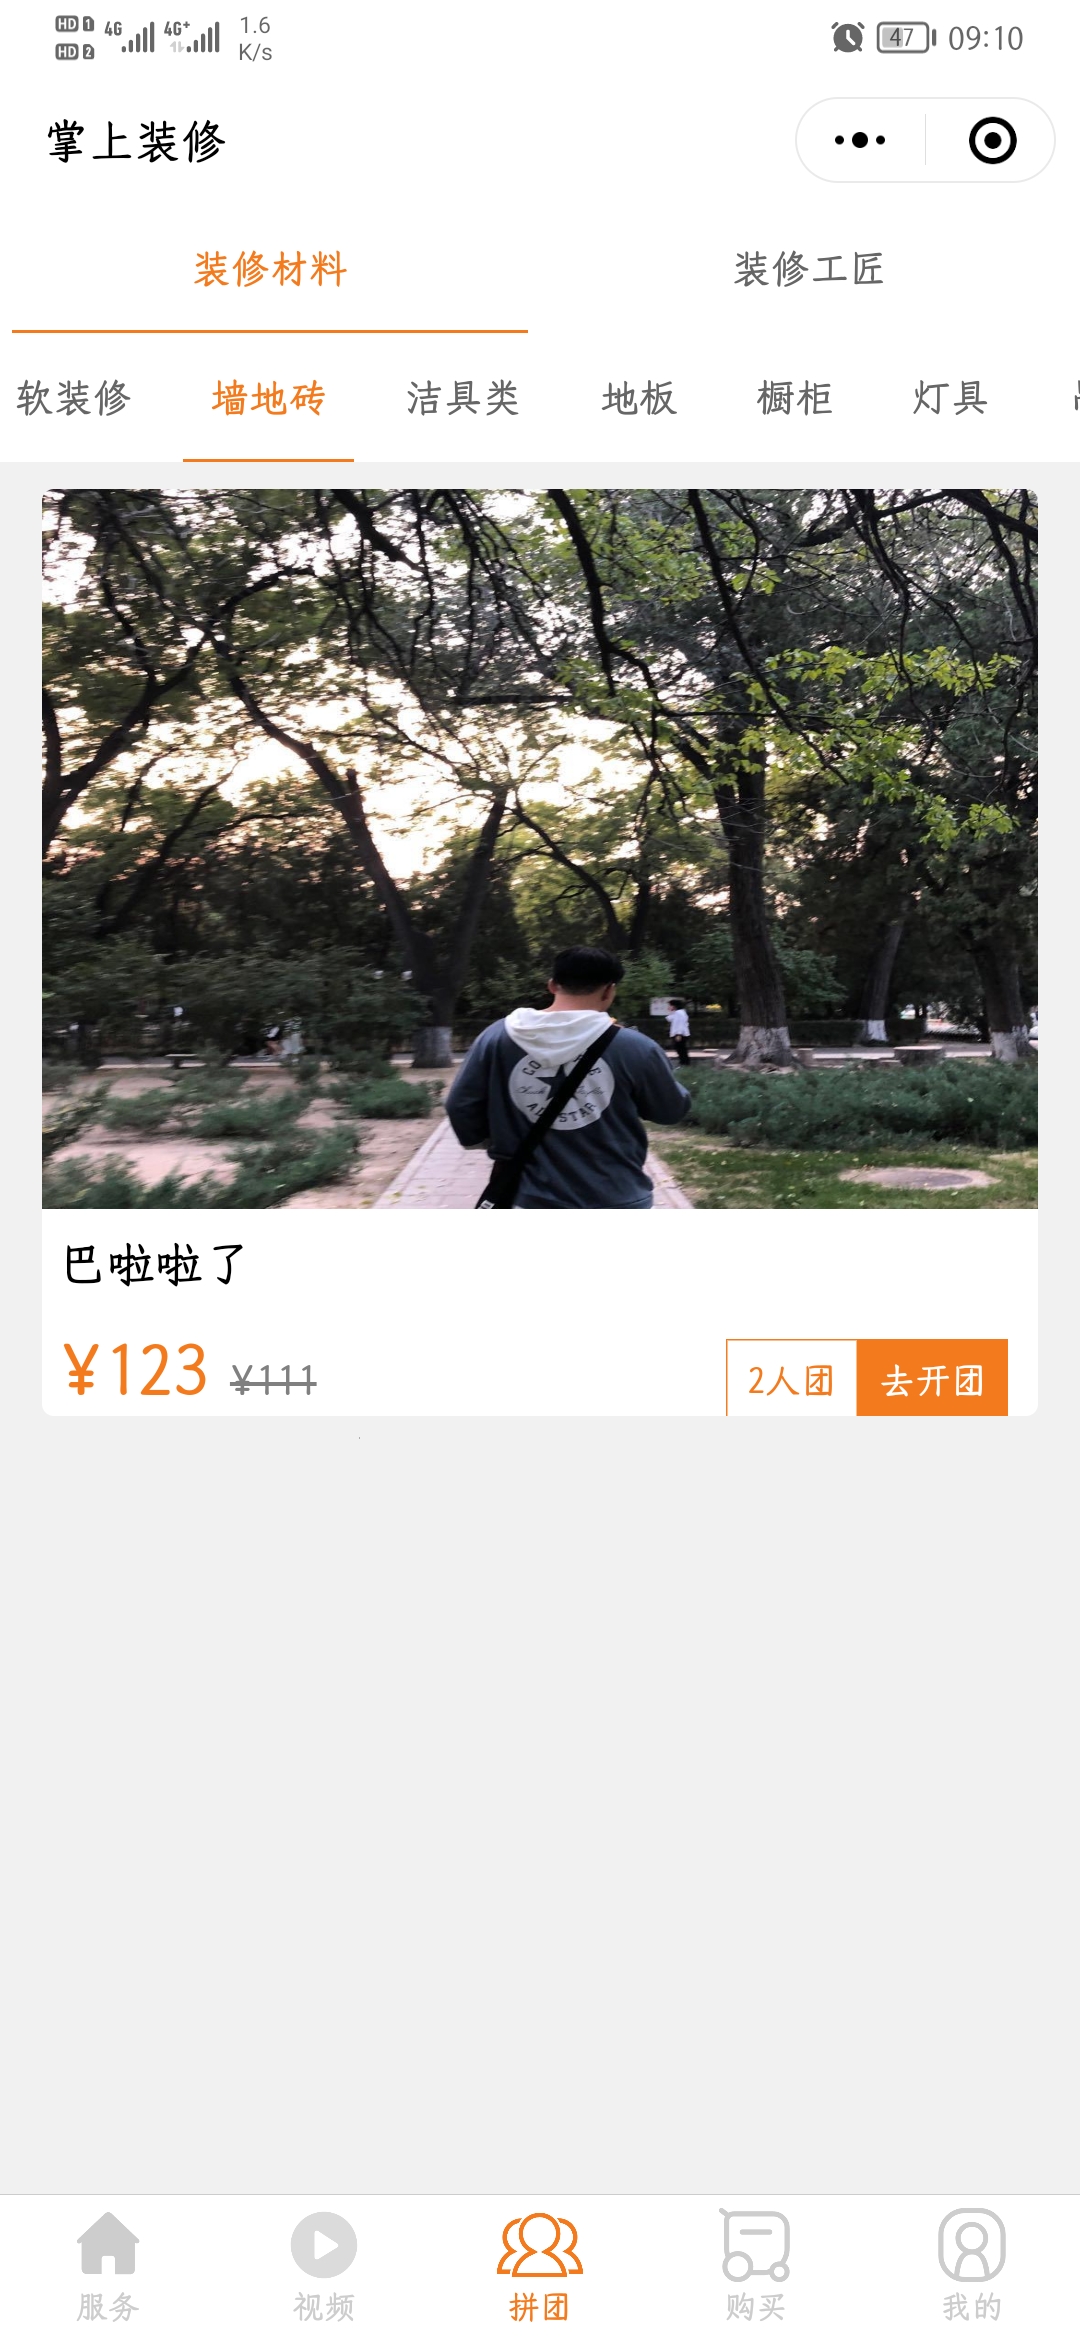 HD 1 4G 4G+ 1.6
HD 2 K/s
47 09:10
掌上装修
装修材料 装修工匠
软装修 墙地砖 洁具类 地板 橱柜 灯具
ALL STAR
巴啦啦了
¥123 ¥111 2人团 去开团
服务 视频 拼团 购买 我的